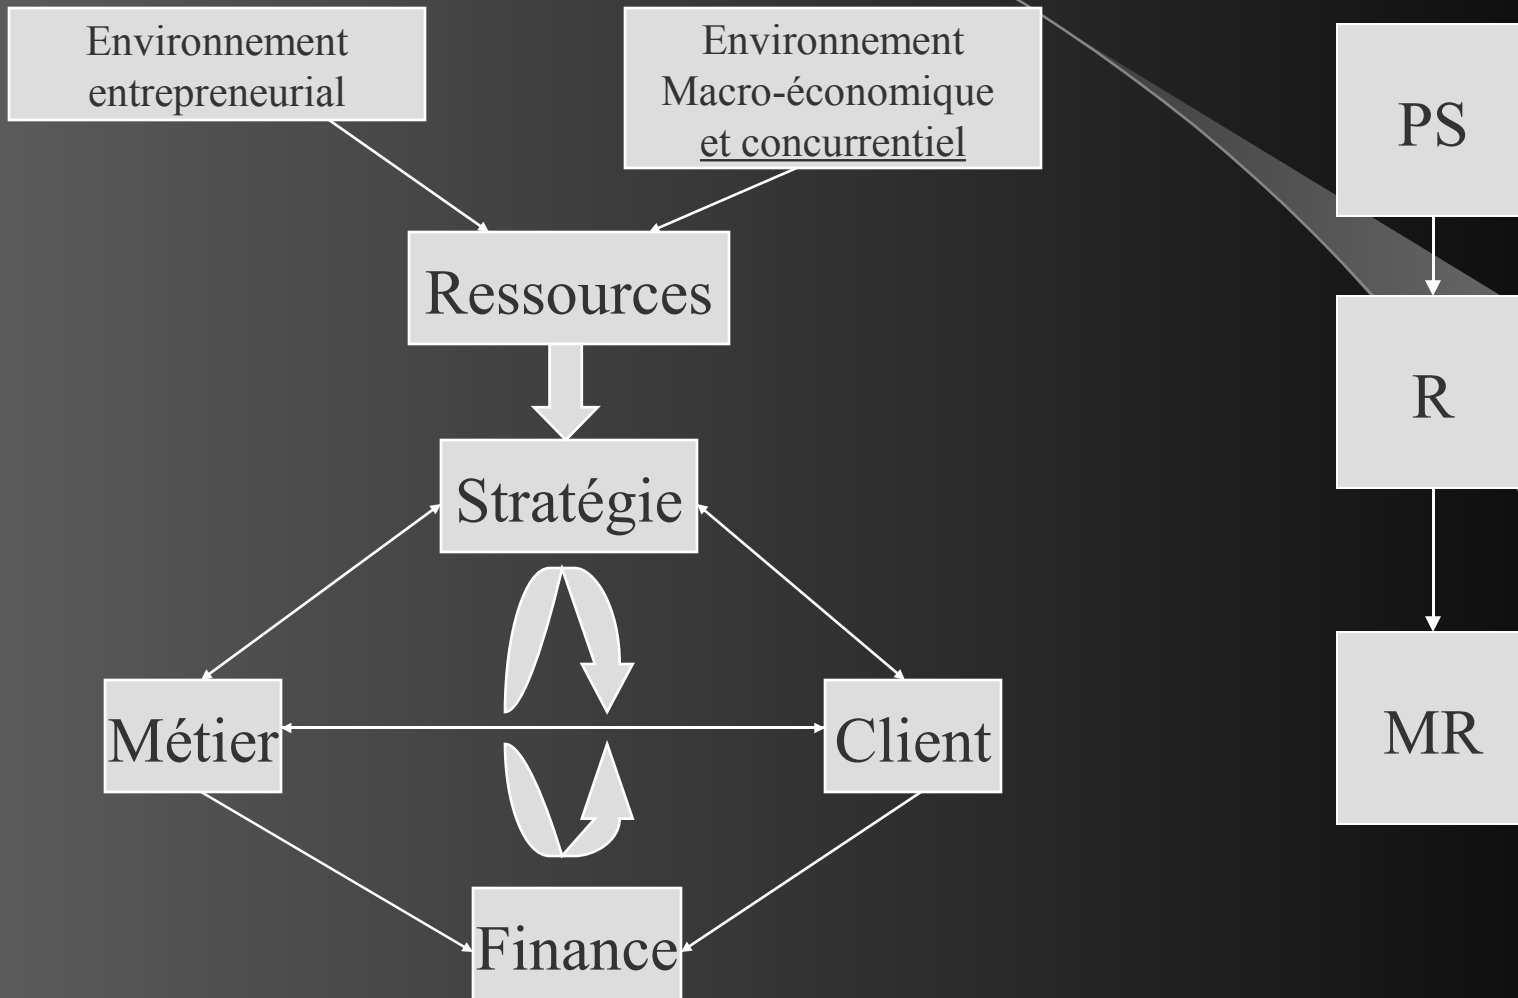 Environnement
entrepreneurial
Environnement
Macro-économique
et concurrentiel
Ressources
Stratégie
Métier
Client
Finance
PS
R
MR